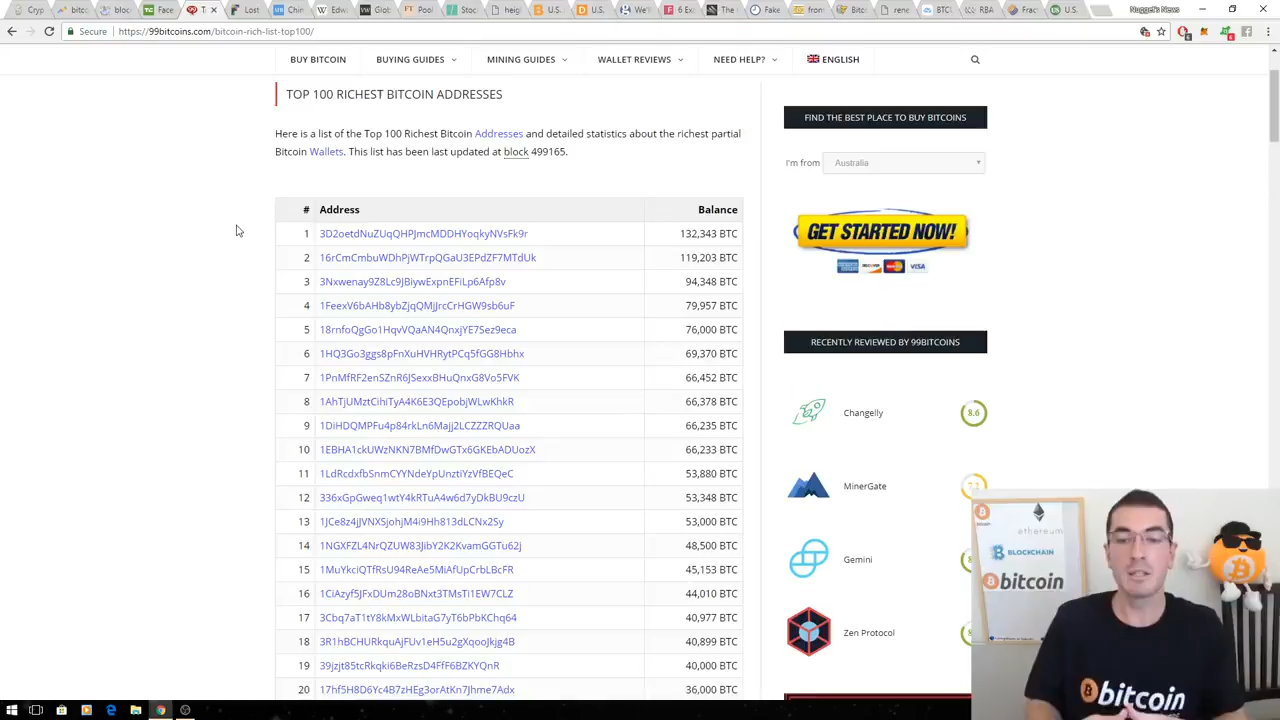 Nugget's News
Secure
https://99bitcoins.com/bitcoin-rich-list-top100/
BUY BITCOIN
BUYING GUIDES
MINING GUIDES
WALLET REVIEWS
NEED HELP?
ENGLISH
TOP 100 RICHEST BITCOIN ADDRESSES
Here is a list of the Top 100 Richest Bitcoin Addresses and detailed statistics about the richest partial
Bitcoin Wallets. This list has been last updated at block 499165.
# Address Balance
1 3D2oetdNuZUqQHPJmcMDDHYoqkyNVsFk9r 132,343 BTC
2 16rCmCmbuWDhPjWTrpQGaU3EPdZF7MTdUk 119,203 BTC
3 3Nxwenay9Z8Lc9JBiywExpnEFiLp6Afp8v 94,348 BTC
4 1FeexV6bAHb8ybZjqQMJJrcCrHGW9sb6uF 79,957 BTC
5 18rnfoQgGo1HqvVQaAN4QnxjYE7Sez9eca 76,000 BTC
6 1HQ3Go3ggs8pFnXuHVHRytPCq5fGG8Hbhx 69,370 BTC
7 1PnMfRF2enSZnR6JSexxBHuQnxG8Vo5FVK 66,452 BTC
8 1AhTjUMztCihiTyA4K6E3QEpobjWLwKhkR 66,378 BTC
9 1DiHDQMPFu4p84rkLn6Majj2LCZZZRQUaa 66,235 BTC
10 1EBHA1ckUWzNKN7BMfDwGTx6GKEbADUozX 66,233 BTC
11 1LdRcdxfbSnmCYYNdeYpUnztiYzVfBEQeC 53,880 BTC
12 336xGpGweq1wtY4kRTuA4w6d7yDkBU9czU 53,348 BTC
13 1JCe8z4jJVNXSjohjM4i9Hh813dLCNx2Sy 53,000 BTC
14 1NGXFZL4NrQZUW83JibY2K2KvamGGTu62j 48,500 BTC
15 1MuYkciQTfRsU94ReAe5MiAfUpCrbLBcFR 45,153 BTC
16 1CiAzyf5JFxDUm28oBNxt3TMsTi1EW7CLZ 44,010 BTC
17 3Cbq7aT1tY8kMxWLbitaG7yT6bPbKChq64 40,977 BTC
18 3R1hBCHURkquAjFUv1eH5u2gXqooJkjg4B 40,899 BTC
19 39jzjt85tcRkqki6BeRzsD4FfF6BZKYQnR 40,000 BTC
20 17hf5H8D6Yc4B7zHEg3orAtKn7Jhme7Adx 36,000 BTC
FIND THE BEST PLACE TO BUY BITCOINS
I'm from Australia
GET STARTED NOW!
VISA
RECENTLY REVIEWED BY 99BITCOINS
Changelly 8.6
MinerGate
Gemini
Zen Protocol
ethereum
BLOCKCHAIN
bitcoin
bitcoin